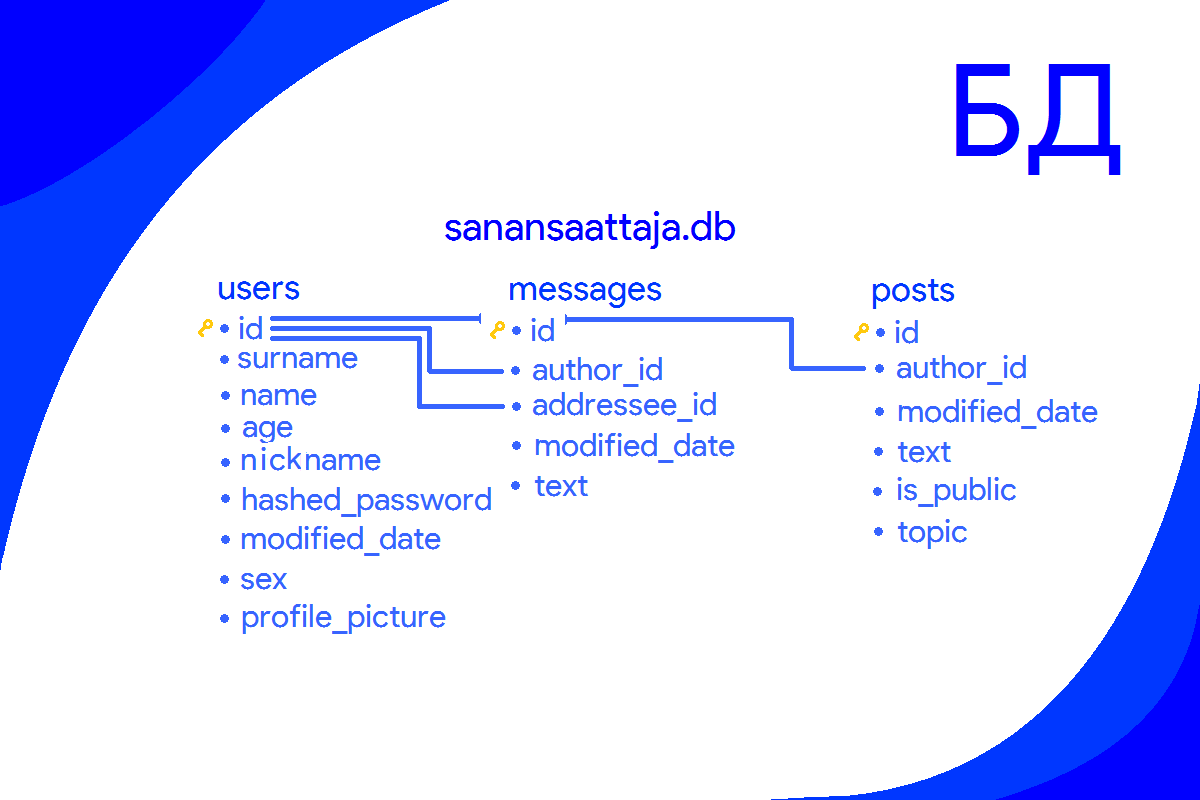 БД
sanansaattaja.db
users
id
surname
name
age
nickname
hashed_password
modified_date
sex
profile_picture
messages
id
author_id
addressee_id
modified_date
text
posts
id
author_id
modified_date
text
is_public
topic